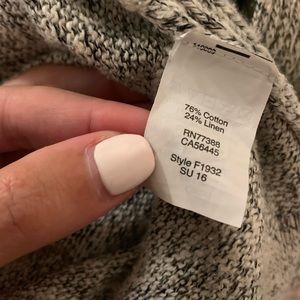 76% Cotton
24% Linen
RN77388
CA56445
Style F1932
SU 16